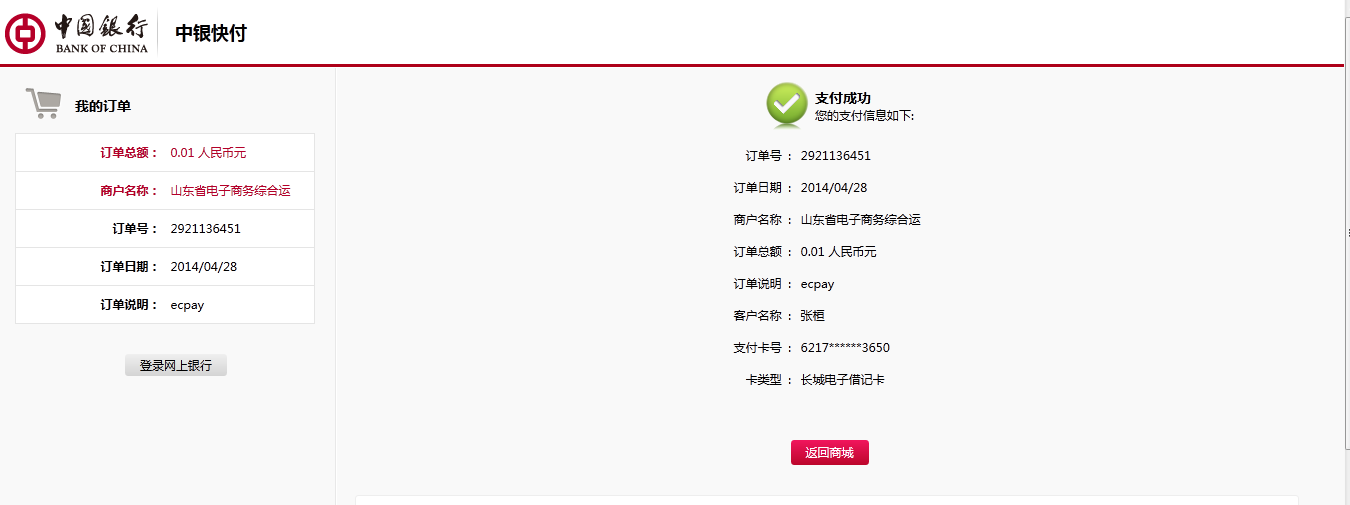 中国银行
BANK OF CHINA
中银快付
我的订单
订单总额： 0.01 人民币元
商户名称： 山东省电子商务综合运
订单号： 2921136451
订单日期： 2014/04/28
订单说明： ecpay
登录网上银行
支付成功
您的支付信息如下:
订单号 ： 2921136451
订单日期 ： 2014/04/28
商户名称 ： 山东省电子商务综合运
订单总额 ： 0.01 人民币元
订单说明 ： ecpay
客户名称 ： 张桓
支付卡号 ： 6217******3650
卡类型 ： 长城电子借记卡
返回商城